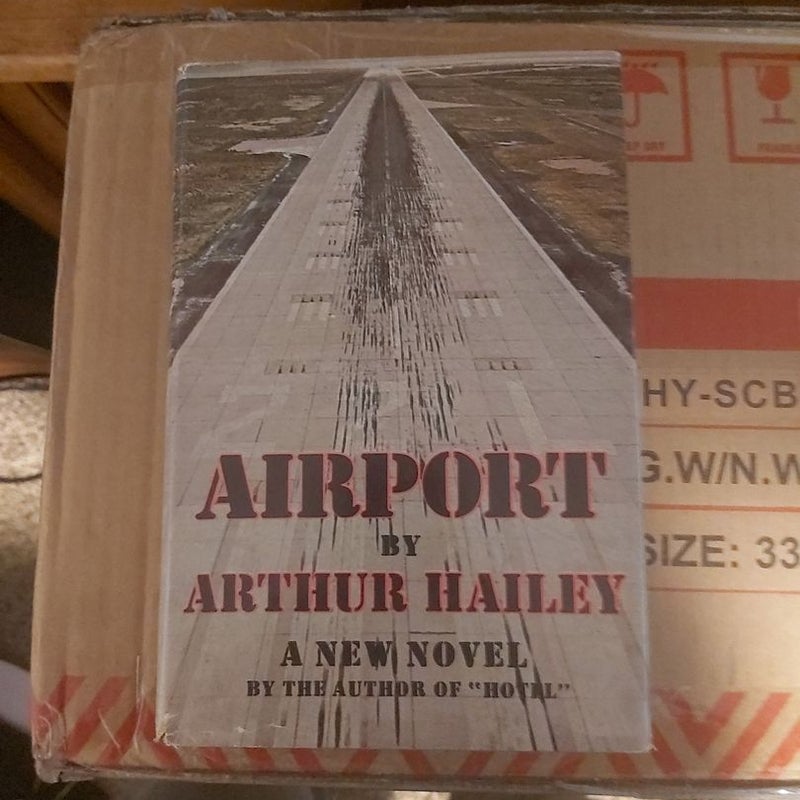 AIRPORT
BY
ARTHUR HAILEY
A NEW NOVEL
BY THE AUTHOR OF "HOTEL"
HY-SCB
G.W/N.W
SIZE: 33